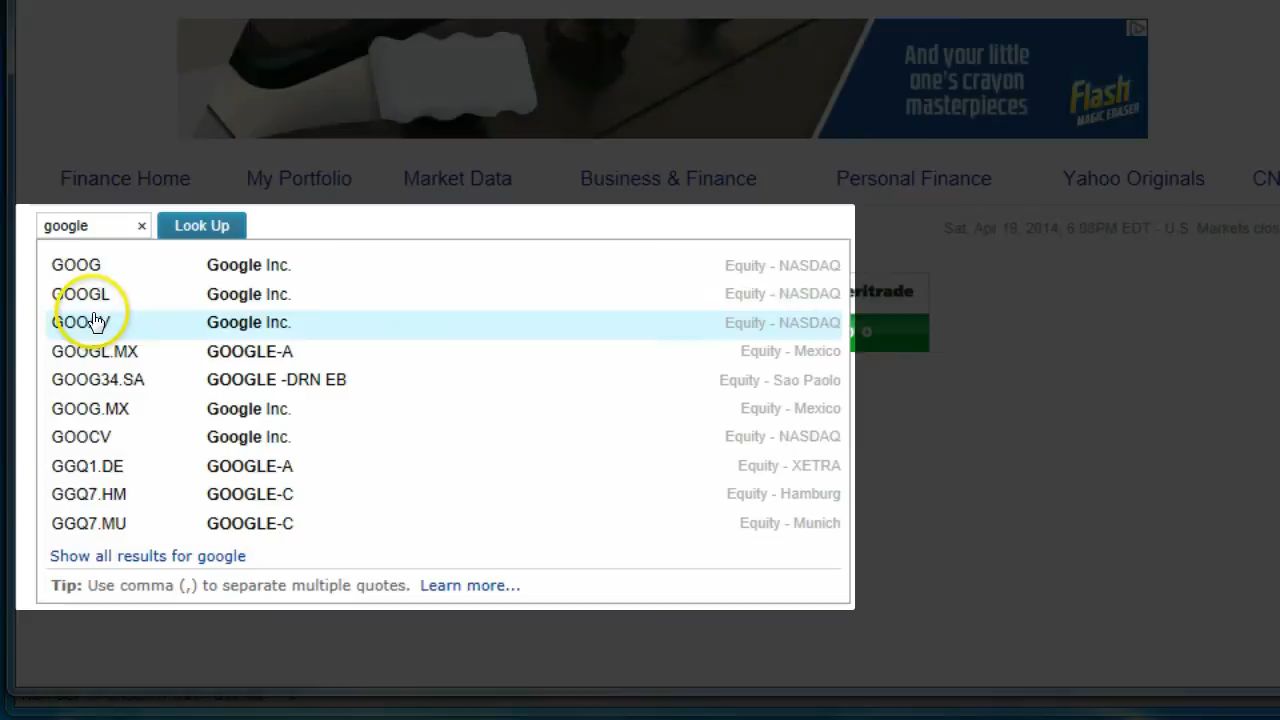 And your little
one's crayon
masterpieces
Flash
MAGIC ERASER
Finance Home My Portfolio Market Data Business & Finance Personal Finance Yahoo Originals CN
google × Look Up
Sat, Apr 19, 2014, 6:08PM EDT - U.S. Markets clos
GOOG Google Inc. Equity - NASDAQ
eritrade
GOOGL Google Inc. Equity - NASDAQ
Google Inc. Equity - NASDAQ
GOOGL.MX GOOGLE-A Equity - Mexico
GOOG34.SA GOOGLE -DRN EB Equity - Sao Paolo
GOOG.MX Google Inc. Equity - Mexico
GOOCV Google Inc. Equity - NASDAQ
GGQ1.DE GOOGLE-A Equity - XETRA
GGQ7.HM GOOGLE-C Equity - Hamburg
GGQ7.MU GOOGLE-C Equity - Munich
Show all results for google
Tip: Use comma (,) to separate multiple quotes. Learn more...